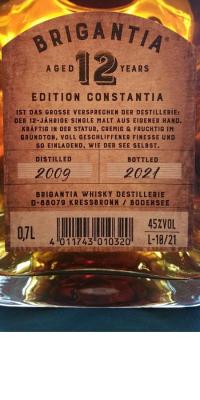 BRIGANTIA®
AGED 12 YEARS
EDITION CONSTANTIA
IST DAS GROSSE VERSPRECHEN DER DESTILLERIE:
DER 12-JÄHRIGE SINGLE MALT AUS EIGENER HAND.
KRÄFTIG IN DER STATUR, CREMIG & FRUCHTIG IM
GRUNDTON, VOLL GESCHLIFFENER FINESSE UND
SO EINLADEND, WIE DER SEE SELBST.
DISTILLED BOTTLED
2009 2021
BRIGANTIA WHISKY DESTILLERIE
D-88079 KRESSBRONN / BODENSEE
0,7L
4 011743 010320
45%VOL
L-18/21